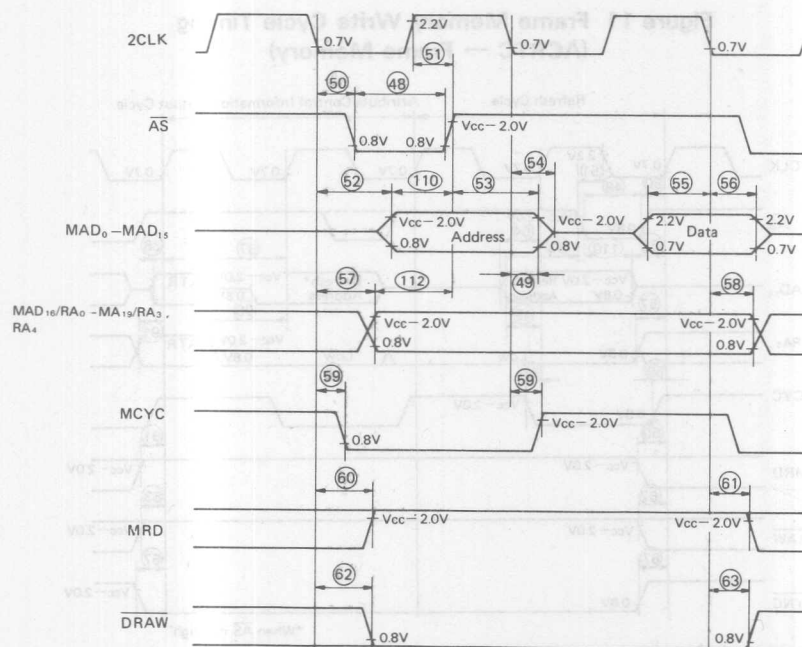 2CLK 0.7V 2.2V 0.7V 0.7V
51
50 48
AS Vcc−2.0V
0.8V 0.8V
54
52 110 53 55 56
MAD0−MAD15 Vcc−2.0V Vcc−2.0V 2.2V 2.2V
Address Data
0.8V 0.8V 0.7V 0.7V
57 112 49 58
MAD16/RA0 −MA19/RA3 ,
RA4
Vcc−2.0V Vcc−2.0V
0.8V 0.8V
59 59
MCYC Vcc−2.0V
0.8V
60 61
MRD Vcc−2.0V Vcc−2.0V
62 63
DRAW
0.8V 0.8V